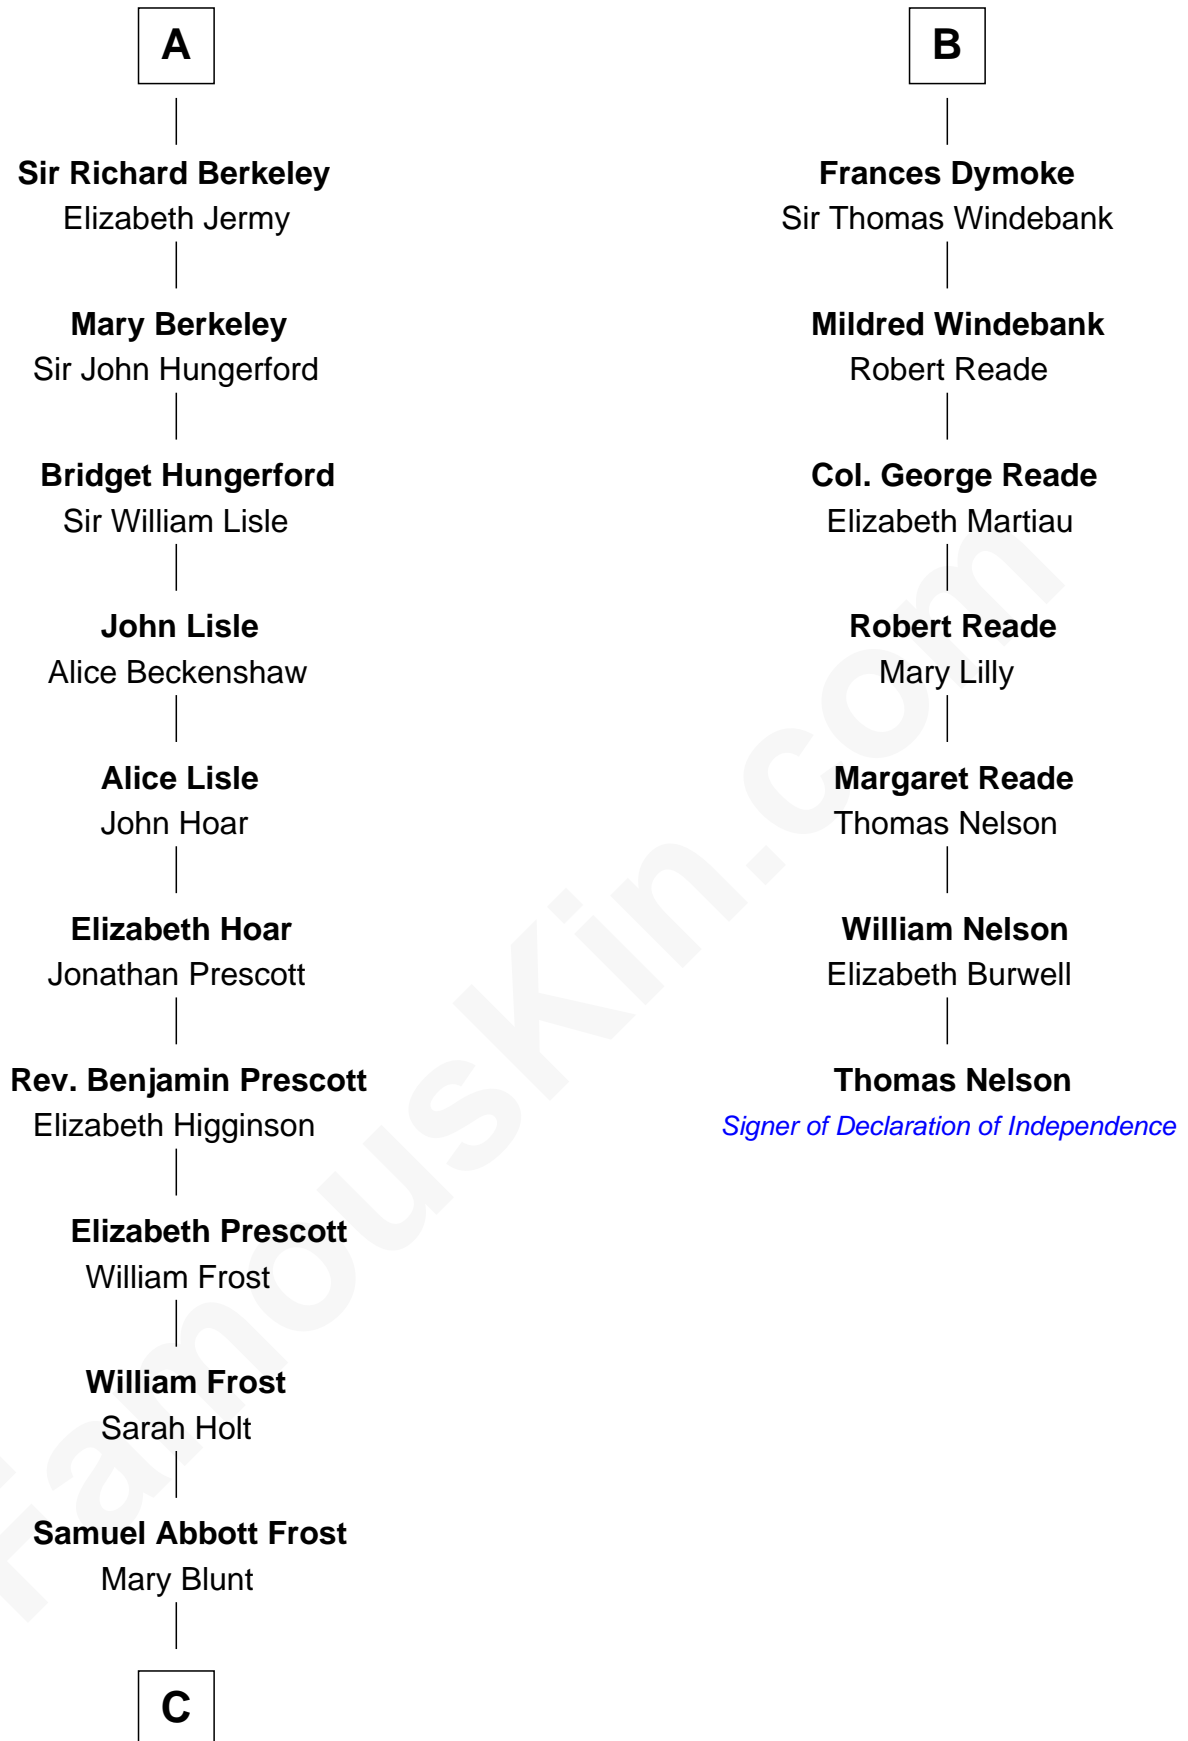 A
Sir Richard Berkeley
Elizabeth Jermy
Mary Berkeley
Sir John Hungerford
Bridget Hungerford
Sir William Lisle
John Lisle
Alice Beckenshaw
Alice Lisle
John Hoar
Elizabeth Hoar
Jonathan Prescott
Rev. Benjamin Prescott
Elizabeth Higginson
Elizabeth Prescott
William Frost
William Frost
Sarah Holt
Samuel Abbott Frost
Mary Blunt
C
B
Frances Dymoke
Sir Thomas Windebank
Mildred Windebank
Robert Reade
Col. George Reade
Elizabeth Martiau
Robert Reade
Mary Lilly
Margaret Reade
Thomas Nelson
William Nelson
Elizabeth Burwell
Thomas Nelson
Signer of Declaration of Independence
FamousKin.com